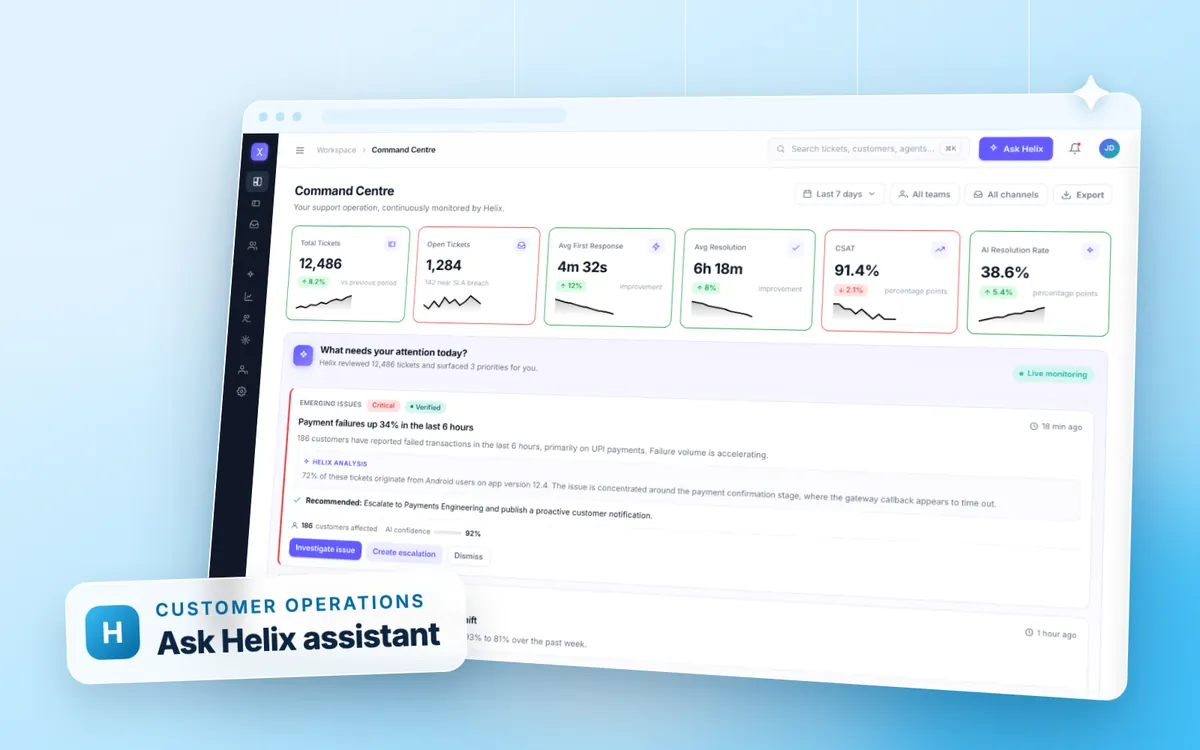 X
Workspace › Command Centre
Search tickets, customers, agents... ⌘K
Ask Helix
JD
Command Centre
Your support operation, continuously monitored by Helix.
Last 7 days
All teams
All channels
Export
Total Tickets
12,486
↑ 8.2% vs previous period
Open Tickets
1,284
142 near SLA breach
Avg First Response
4m 32s
↑ 12% improvement
Avg Resolution
6h 18m
↑ 8% improvement
CSAT
91.4%
↓ 2.1% percentage points
AI Resolution Rate
38.6%
↑ 5.4% percentage points
What needs your attention today?
Helix reviewed 12,486 tickets and surfaced 3 priorities for you.
Live monitoring
EMERGING ISSUES Critical Verified
18 min ago
Payment failures up 34% in the last 6 hours
186 customers have reported failed transactions in the last 6 hours, primarily on UPI payments. Failure volume is accelerating.
HELIX ANALYSIS
72% of these tickets originate from Android users on app version 12.4. The issue is concentrated around the payment confirmation stage, where the gateway callback appears to time out.
Recommended: Escalate to Payments Engineering and publish a proactive customer notification.
186 customers affected AI confidence 92%
Investigate issue
Create escalation
Dismiss
1 hour ago
93% to 81% over the past week.
H
CUSTOMER OPERATIONS
Ask Helix assistant